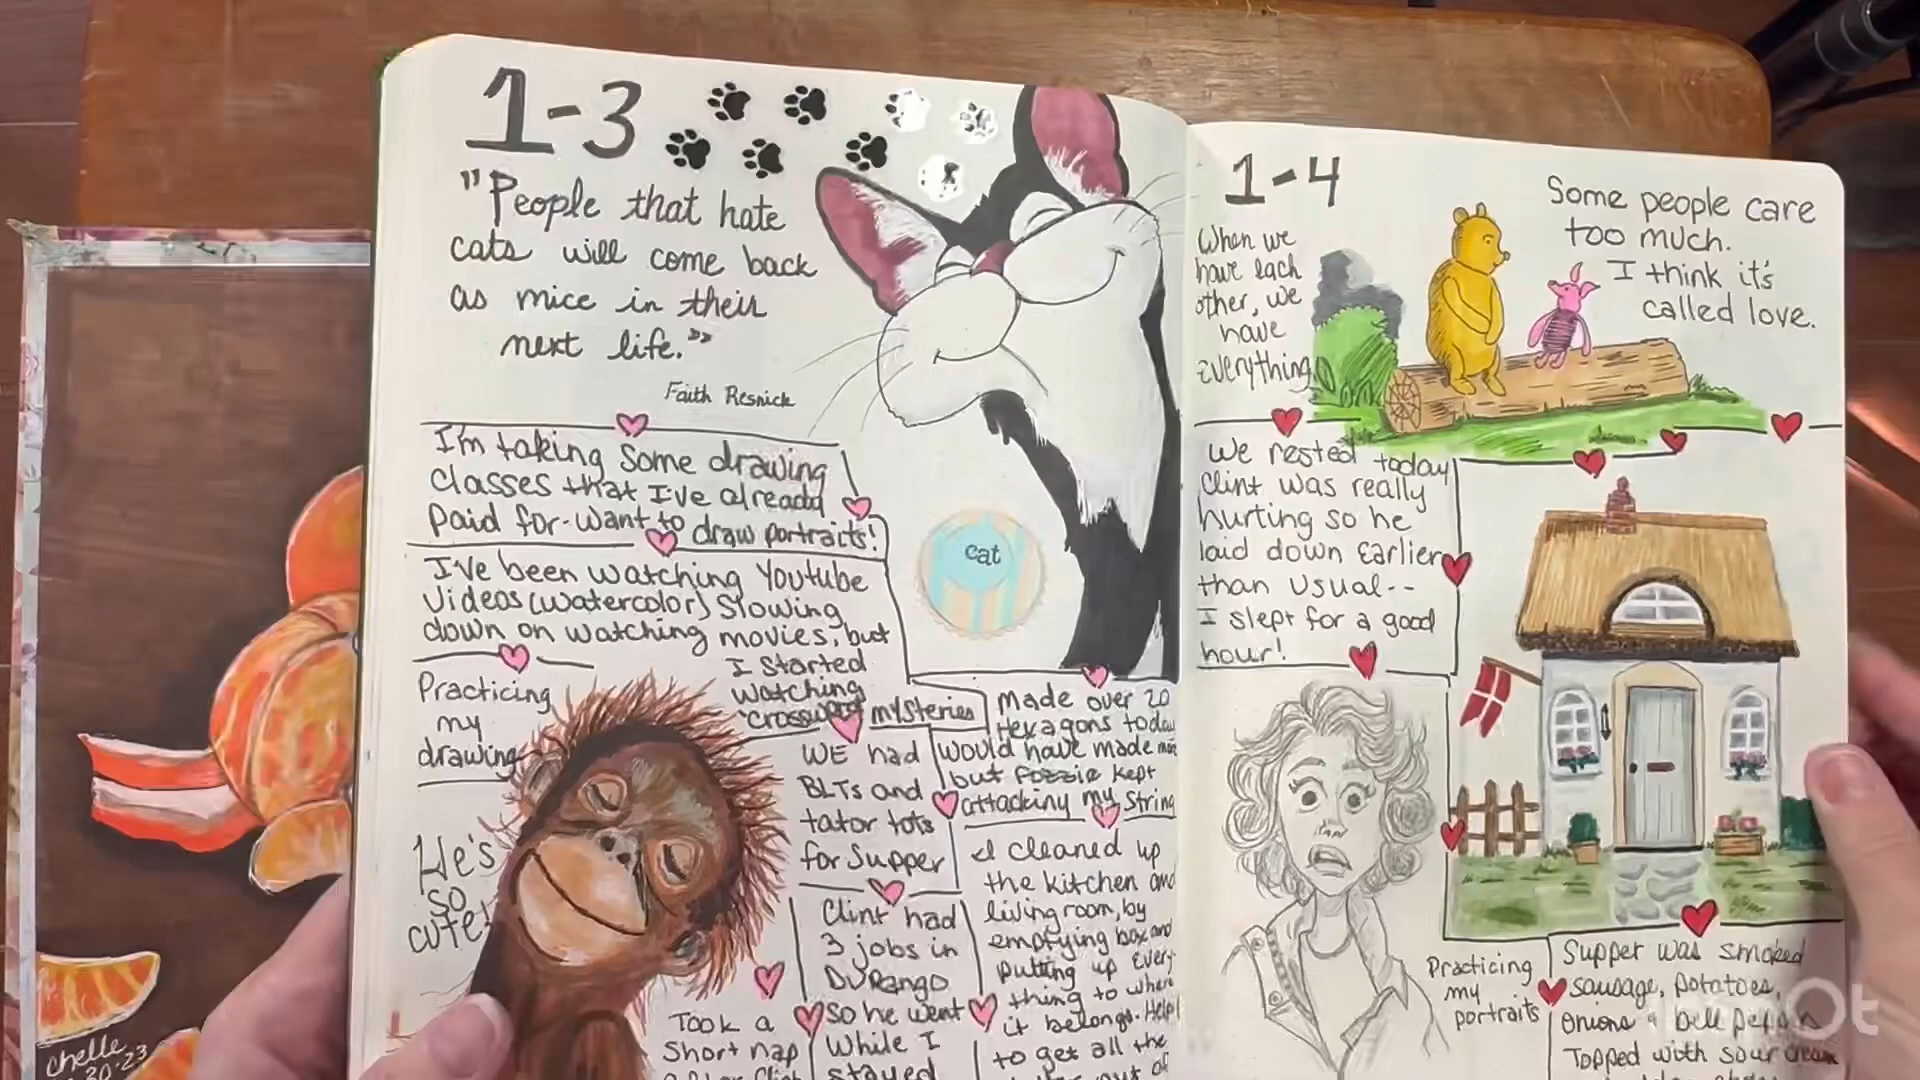 1-3
"People that hate
cats will come back
as mice in their
next life."
Faith Resnick
I'm taking some drawing
classes that I've already
paid for-want to
draw portraits!
I've been watching Youtube
Videos (watercolor) Slowing
down on watching movies, but
I started
watching
"crossword mysteries
Practicing
my
drawing
He's
so
cute!
WE had
BLTs and
tator tots
for Supper
Clint had
3 jobs in
Durango
so he went
While I
stayed
Took a
Short nap
cat
Made over 20
Hexagons today
would have made more
but Pozzie kept
attacking my string
I cleaned up
the kitchen and
living room, by
emptying box and
putting up every
thing to where
it belongs. Help
to get all the
out of
1-4
When we
have each
other, we
have
everything
Some people care
too much.
I think it's
called love.
We rested today
Clint was really
hurting so he
laid down Earlier
than usual--
I slept for a good
hour!
Practicing
my
portraits
Supper was smoked
sausage, potatoes,
onions & bell pepper
Topped with sour cream
chelle
30.23